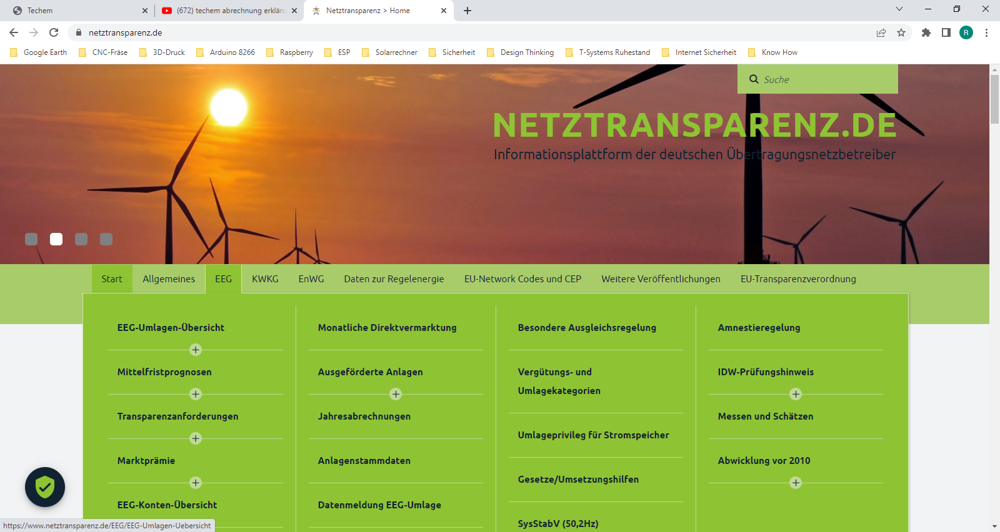 Techem
(672) techem abrechnung erkläru
Netztransparenz > Home
netztransparenz.de
R
Google Earth
CNC-Fräse
3D-Druck
Arduino 8266
Raspberry
ESP
Solarrechner
Sicherheit
Design Thinking
T-Systems Ruhestand
Internet Sicherheit
Know How
Suche
NETZTRANSPARENZ.DE
Informationsplattform der deutschen Übertragungsnetzbetreiber
Start
Allgemeines
EEG
KWKG
EnWG
Daten zur Regelenergie
EU-Network Codes und CEP
Weitere Veröffentlichungen
EU-Transparenzverordnung
EEG-Umlagen-Übersicht
Mittelfristprognosen
Transparenzanforderungen
Marktprämie
EEG-Konten-Übersicht
Monatliche Direktvermarktung
Ausgeförderte Anlagen
Jahresabrechnungen
Anlagenstammdaten
Datenmeldung EEG-Umlage
Besondere Ausgleichsregelung
Vergütungs- und
Umlagekategorien
Umlageprivileg für Stromspeicher
Gesetze/Umsetzungshilfen
SysStabV (50,2Hz)
Amnestieregelung
IDW-Prüfungshinweis
Messen und Schätzen
Abwicklung vor 2010
https://www.netztransparenz.de/EEG/EEG-Umlagen-Uebersicht